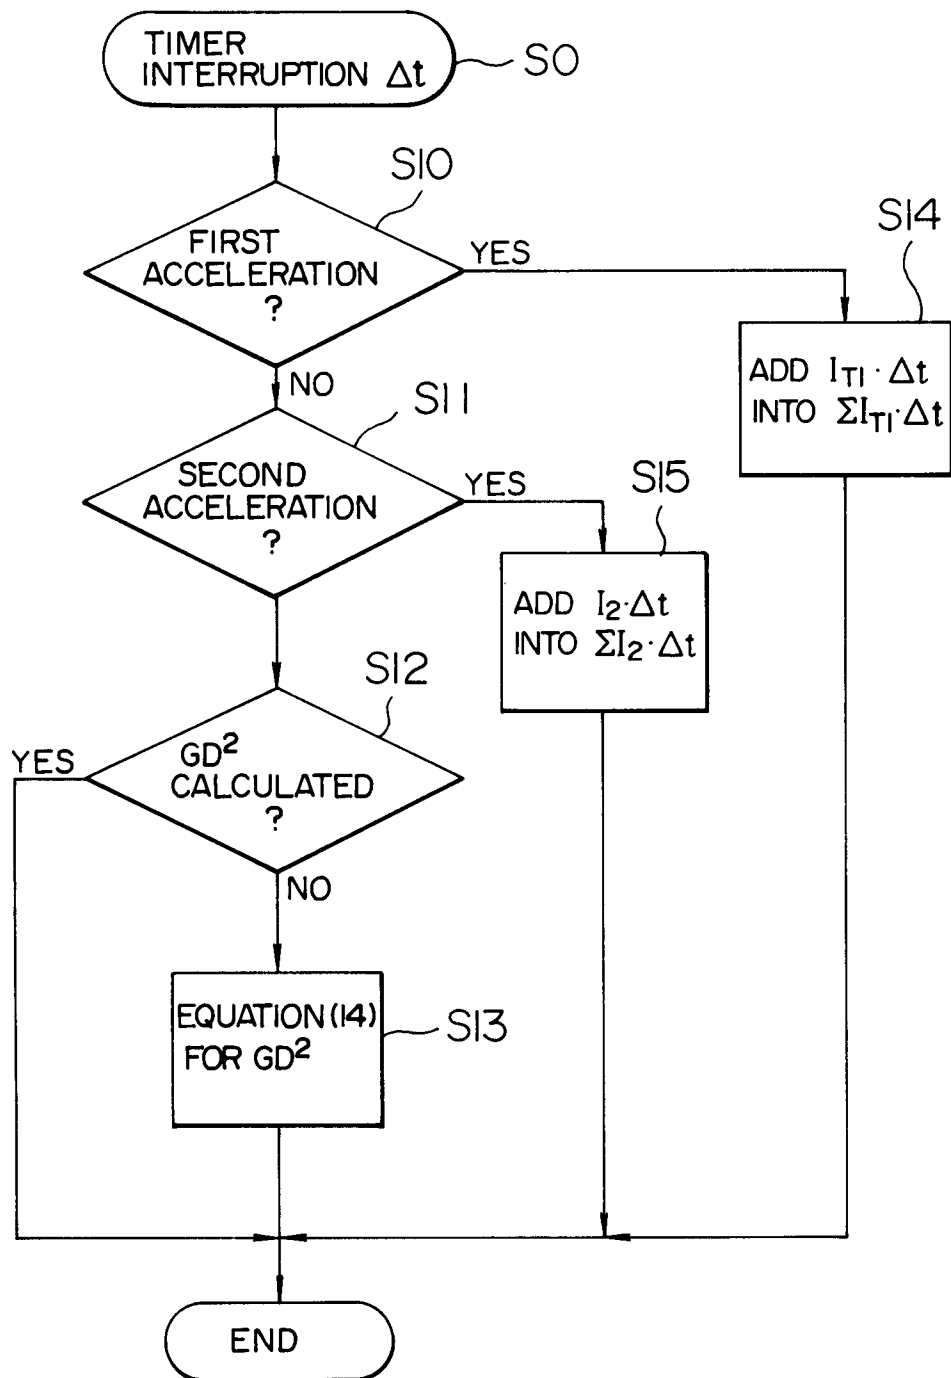 TIMER
INTERRUPTION Δt
S0
S10
FIRST
ACCELERATION
?
YES
NO
S14
ADD I_T1 · Δt
INTO ΣI_T1 · Δt
S11
SECOND
ACCELERATION
?
YES
S15
ADD I₂ · Δt
INTO ΣI₂ · Δt
S12
GD²
CALCULATED
?
YES
NO
EQUATION (14)
FOR GD²
S13
END